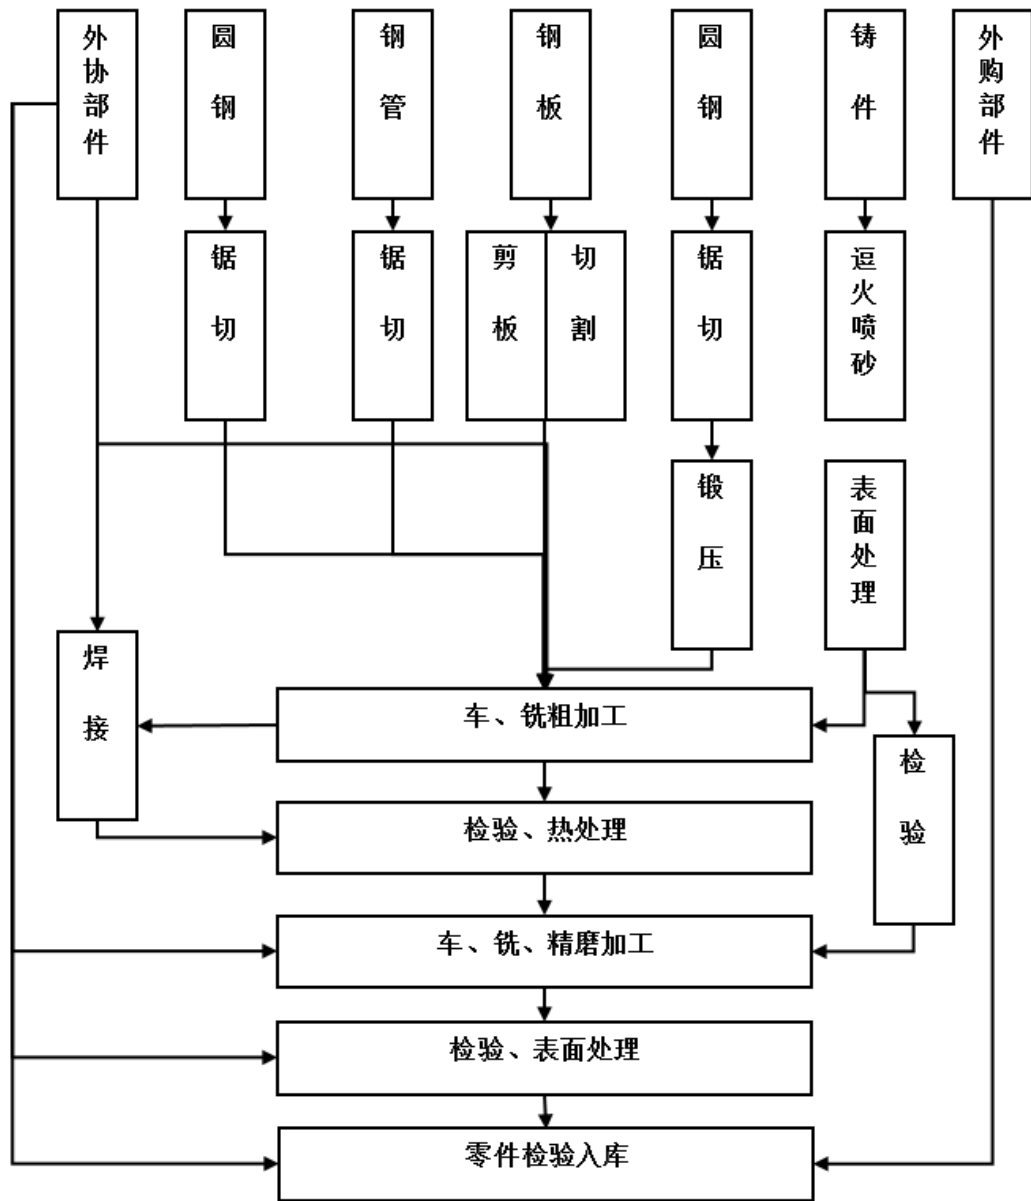 外协部件
圆钢
钢管
钢板
圆钢
铸件
外购部件
锯切
锯切
剪板
切割
锯切
逗火喷砂
锻压
表面处理
焊接
车、铣粗加工
检验
检验、热处理
车、铣、精磨加工
检验、表面处理
零件检验入库